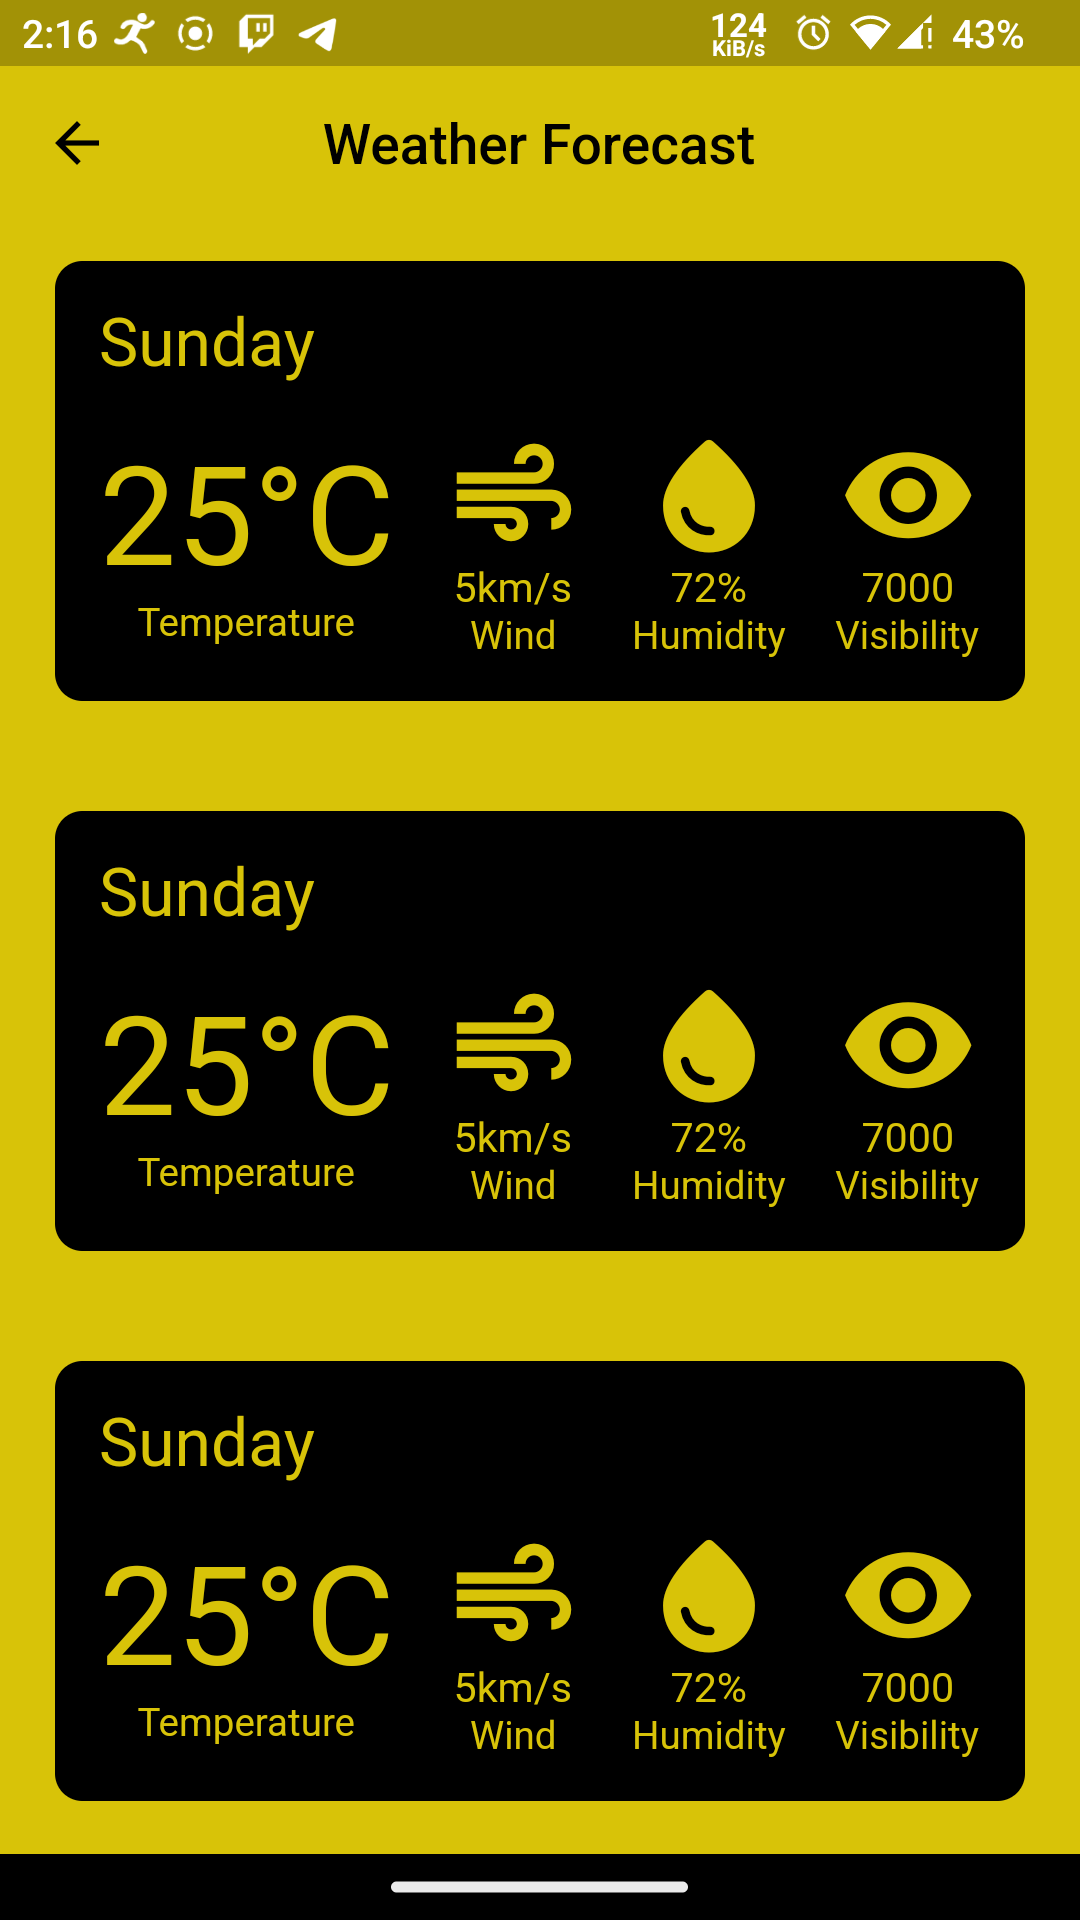 2:16 124 KiB/s 43%
Weather Forecast
Sunday
25°C
Temperature
5km/s
Wind
72%
Humidity
7000
Visibility
Sunday
25°C
Temperature
5km/s
Wind
72%
Humidity
7000
Visibility
Sunday
25°C
Temperature
5km/s
Wind
72%
Humidity
7000
Visibility